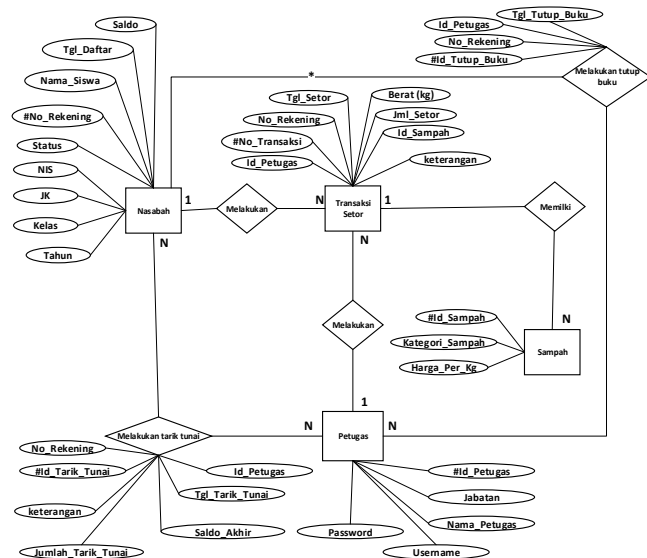 Saldo
Tgl_Daftar
Nama_Siswa
#No_Rekening
Status
NIS
JK
Kelas
Tahun
Nasabah
1
N
Melakukan
N
*
Tgl_Setor
No_Rekening
#No_Transaksi
Id_Petugas
Berat (kg)
Jml_Setor
Id_Sampah
keterangan
Transaksi
Setor
1
N
Tgl_Tutup_Buku
Id_Petugas
No_Rekening
#Id_Tutup_Buku
Melakukan tutup
buku
Memilki
N
#Id_Sampah
Kategori_Sampah
Harga_Per_Kg
Sampah
Melakukan
1
Melakukan tarik tunai
N
Petugas
N
No_Rekening
#Id_Tarik_Tunai
keterangan
Jumlah_Tarik_Tunai
Id_Petugas
Tgl_Tarik_Tunai
Saldo_Akhir
#Id_Petugas
Jabatan
Nama_Petugas
Password
Username